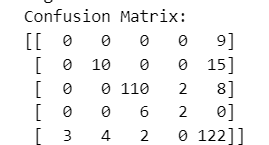 Confusion Matrix:
[[  0   0   0   0   9]
 [  0  10   0   0  15]
 [  0   0 110   2   8]
 [  0   0   6   2   0]
 [  3   4   2   0 122]]